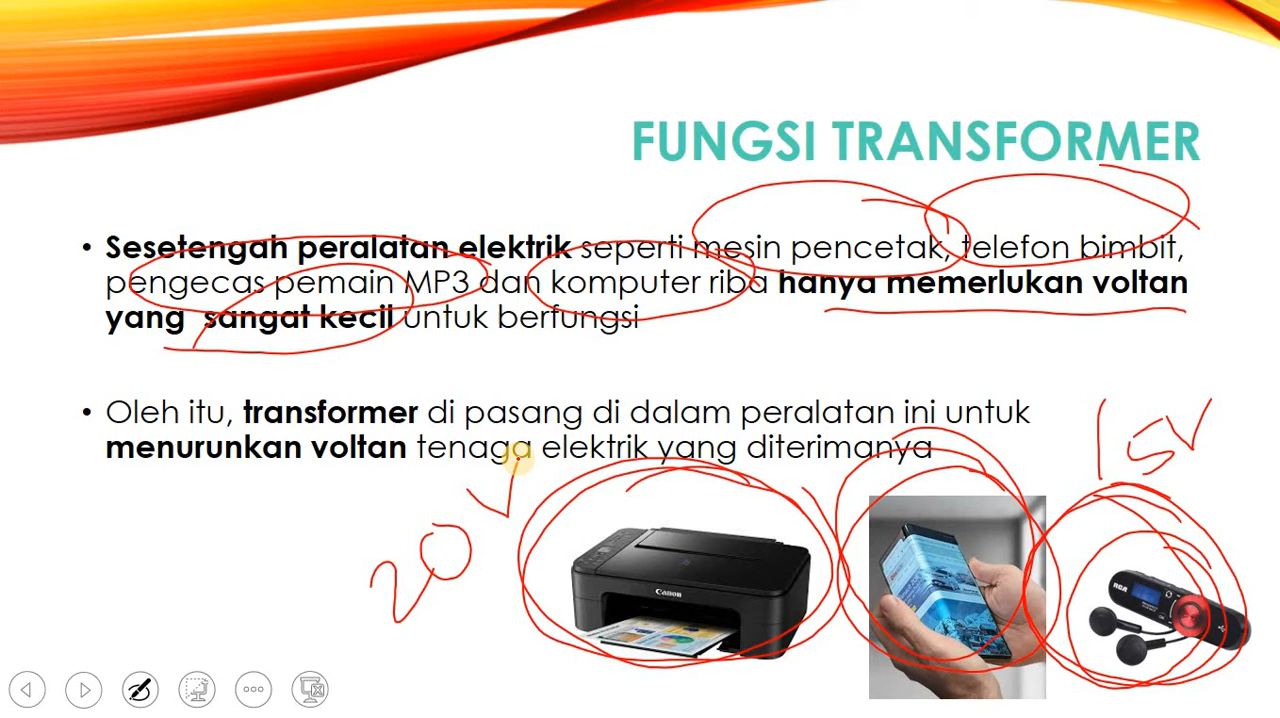 FUNGSI TRANSFORMER
• Sesetengah peralatan elektrik seperti mesin pencetak, telefon bimbit,
pengecas pemain MP3 dan komputer riba hanya memerlukan voltan
yang sangat kecil untuk berfungsi
• Oleh itu, transformer di pasang di dalam peralatan ini untuk
menurunkan voltan tenaga elektrik yang diterimanya
15V
20V
Canon
RCA